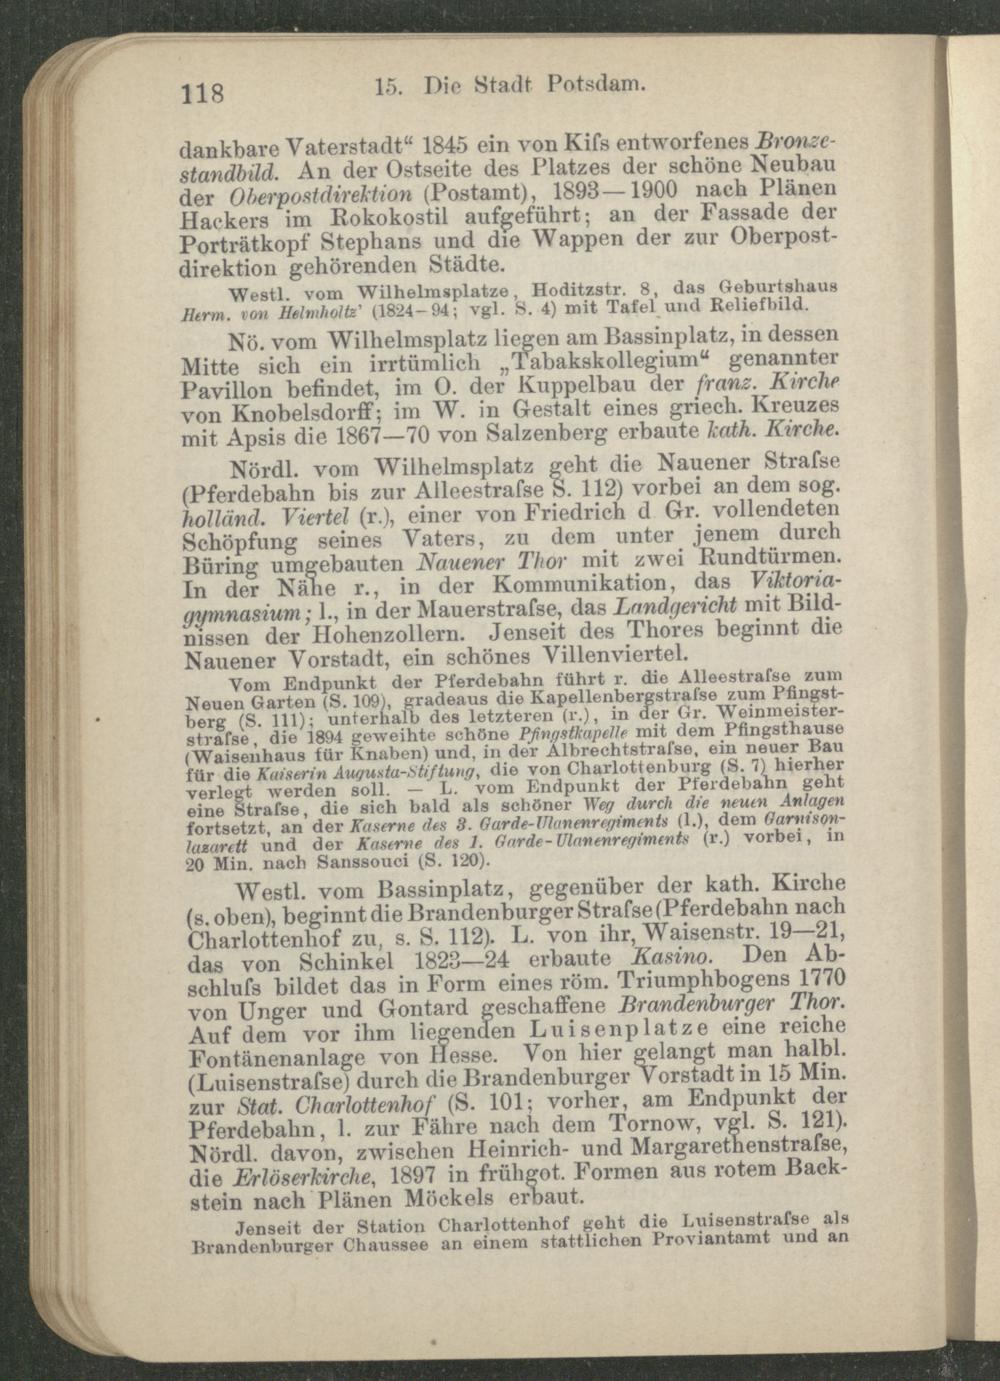 118
15. Die Stadt Potsdam.
dankbare Vaterstadt“ 1845 ein von Kiſs entworfenes Bronze-
standbild. An der Ostseite des Platzes der schöne Neubau
der Oberpostdirektion (Postamt), 1893—1900 nach Plänen
Hackers im Rokokostil aufgeführt; an der Fassade der
Porträtkopf Stephans und die Wappen der zur Oberpost-
direktion gehörenden Städte.
Westl. vom Wilhelmsplatze, Hoditzstr. 8, das Geburtshaus
Herm. von Helmholtz' (1824–94; vgl. S. 4) mit Tafel und Reliefbild.
Nö. vom Wilhelmsplatz liegen am Bassinplatz, in dessen
Mitte sich ein irrtümlich „Tabakskollegium“ genannter
Pavillon befindet, im O. der Kuppelbau der franz. Kirche
von Knobelsdorff; im W. in Gestalt eines griech. Kreuzes
mit Apsis die 1867—70 von Salzenberg erbaute kath. Kirche.
Nördl. vom Wilhelmsplatz geht die Nauener Straſse
(Pferdebahn bis zur Alleestraſse S. 112) vorbei an dem sog.
holländ. Viertel (r.), einer von Friedrich d Gr. vollendeten
Schöpfung seines Vaters, zu dem unter jenem durch
Büring umgebauten Nauener Thor mit zwei Rundtürmen.
In der Nähe r., in der Kommunikation, das Viktoria-
gymnasium; l., in der Mauerstraſse, das Landgericht mit Bild-
nissen der Hohenzollern. Jenseit des Thores beginnt die
Nauener Vorstadt, ein schönes Villenviertel.
Vom Endpunkt der Pferdebahn führt r. die Alleestraſse zum
Neuen Garten (S. 109), gradeaus die Kapellenbergstraſse zum Pfingst-
berg (S. 111); unterhalb des letzteren (r.), in der Gr. Weinmeister-
straſse, die 1894 geweihte schöne Pfingstkapelle mit dem Pfingsthause
(Waisenhaus für Knaben) und, in der Albrechtstraſse, ein neuer Bau
für die Kaiserin Augusta-Stiftung, die von Charlottenburg (S. 7) hierher
verlegt werden soll. — L. vom Endpunkt der Pferdebahn geht
eine Straſse, die sich bald als schöner Weg durch die neuen Anlagen
fortsetzt, an der Kaserne des 3. Garde-Ulanenregiments (l.), dem Garnison-
lazarett und der Kaserne des 1. Garde-Ulanenregiments (r.) vorbei, in
20 Min. nach Sanssouci (S. 120).
Westl. vom Bassinplatz, gegenüber der kath. Kirche
(s. oben), beginnt die Brandenburger Straſse (Pferdebahn nach
Charlottenhof zu, s. S. 112). L. von ihr, Waisenstr. 19—21,
das von Schinkel 1823—24 erbaute Kasino. Den Ab-
schluſs bildet das in Form eines röm. Triumphbogens 1770
von Unger und Gontard geschaffene Brandenburger Thor.
Auf dem vor ihm liegenden Luisenplatze eine reiche
Fontänenanlage von Hesse. Von hier gelangt man halbl.
(Luisenstraſse) durch die Brandenburger Vorstadt in 15 Min.
zur Stat. Charlottenhof (S. 101; vorher, am Endpunkt der
Pferdebahn, l. zur Fähre nach dem Tornow, vgl. S. 121).
Nördl. davon, zwischen Heinrich- und Margarethenstraſse,
die Erlöserkirche, 1897 in frühgot. Formen aus rotem Back-
stein nach Plänen Möckels erbaut.
Jenseit der Station Charlottenhof geht die Luisenstraſse als
Brandenburger Chaussee an einem stattlichen Proviantamt und an